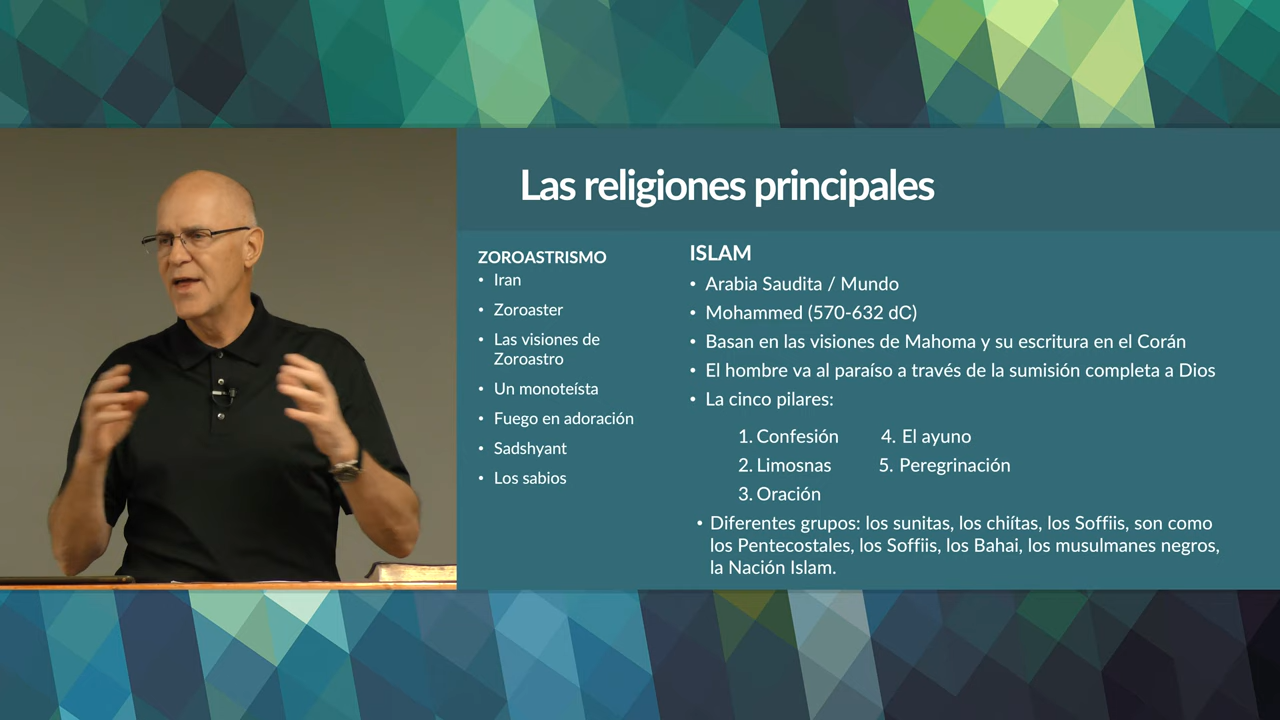 Las religiones principales
ZOROASTRISMO
• Iran
• Zoroaster
• Las visiones de
Zoroastro
• Un monoteísta
• Fuego en adoración
• Sadshyant
• Los sabios
ISLAM
• Arabia Saudita / Mundo
• Mohammed (570-632 dC)
• Basan en las visiones de Mahoma y su escritura en el Corán
• El hombre va al paraíso a través de la sumisión completa a Dios
• La cinco pilares:
1. Confesión 4. El ayuno
2. Limosnas 5. Peregrinación
3. Oración
• Diferentes grupos: los sunitas, los chiítas, los Soffiis, son como
los Pentecostales, los Soffiis, los Bahai, los musulmanes negros,
la Nación Islam.